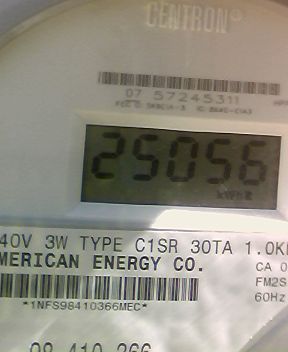 CENTRON®
07 57245311
25056
kWh
40V 3W TYPE C1SR 30TA 1.0K
MERICAN ENERGY CO.
CA 0
FM2S
60Hz
*1NFS98410366MEC*
98 410 366